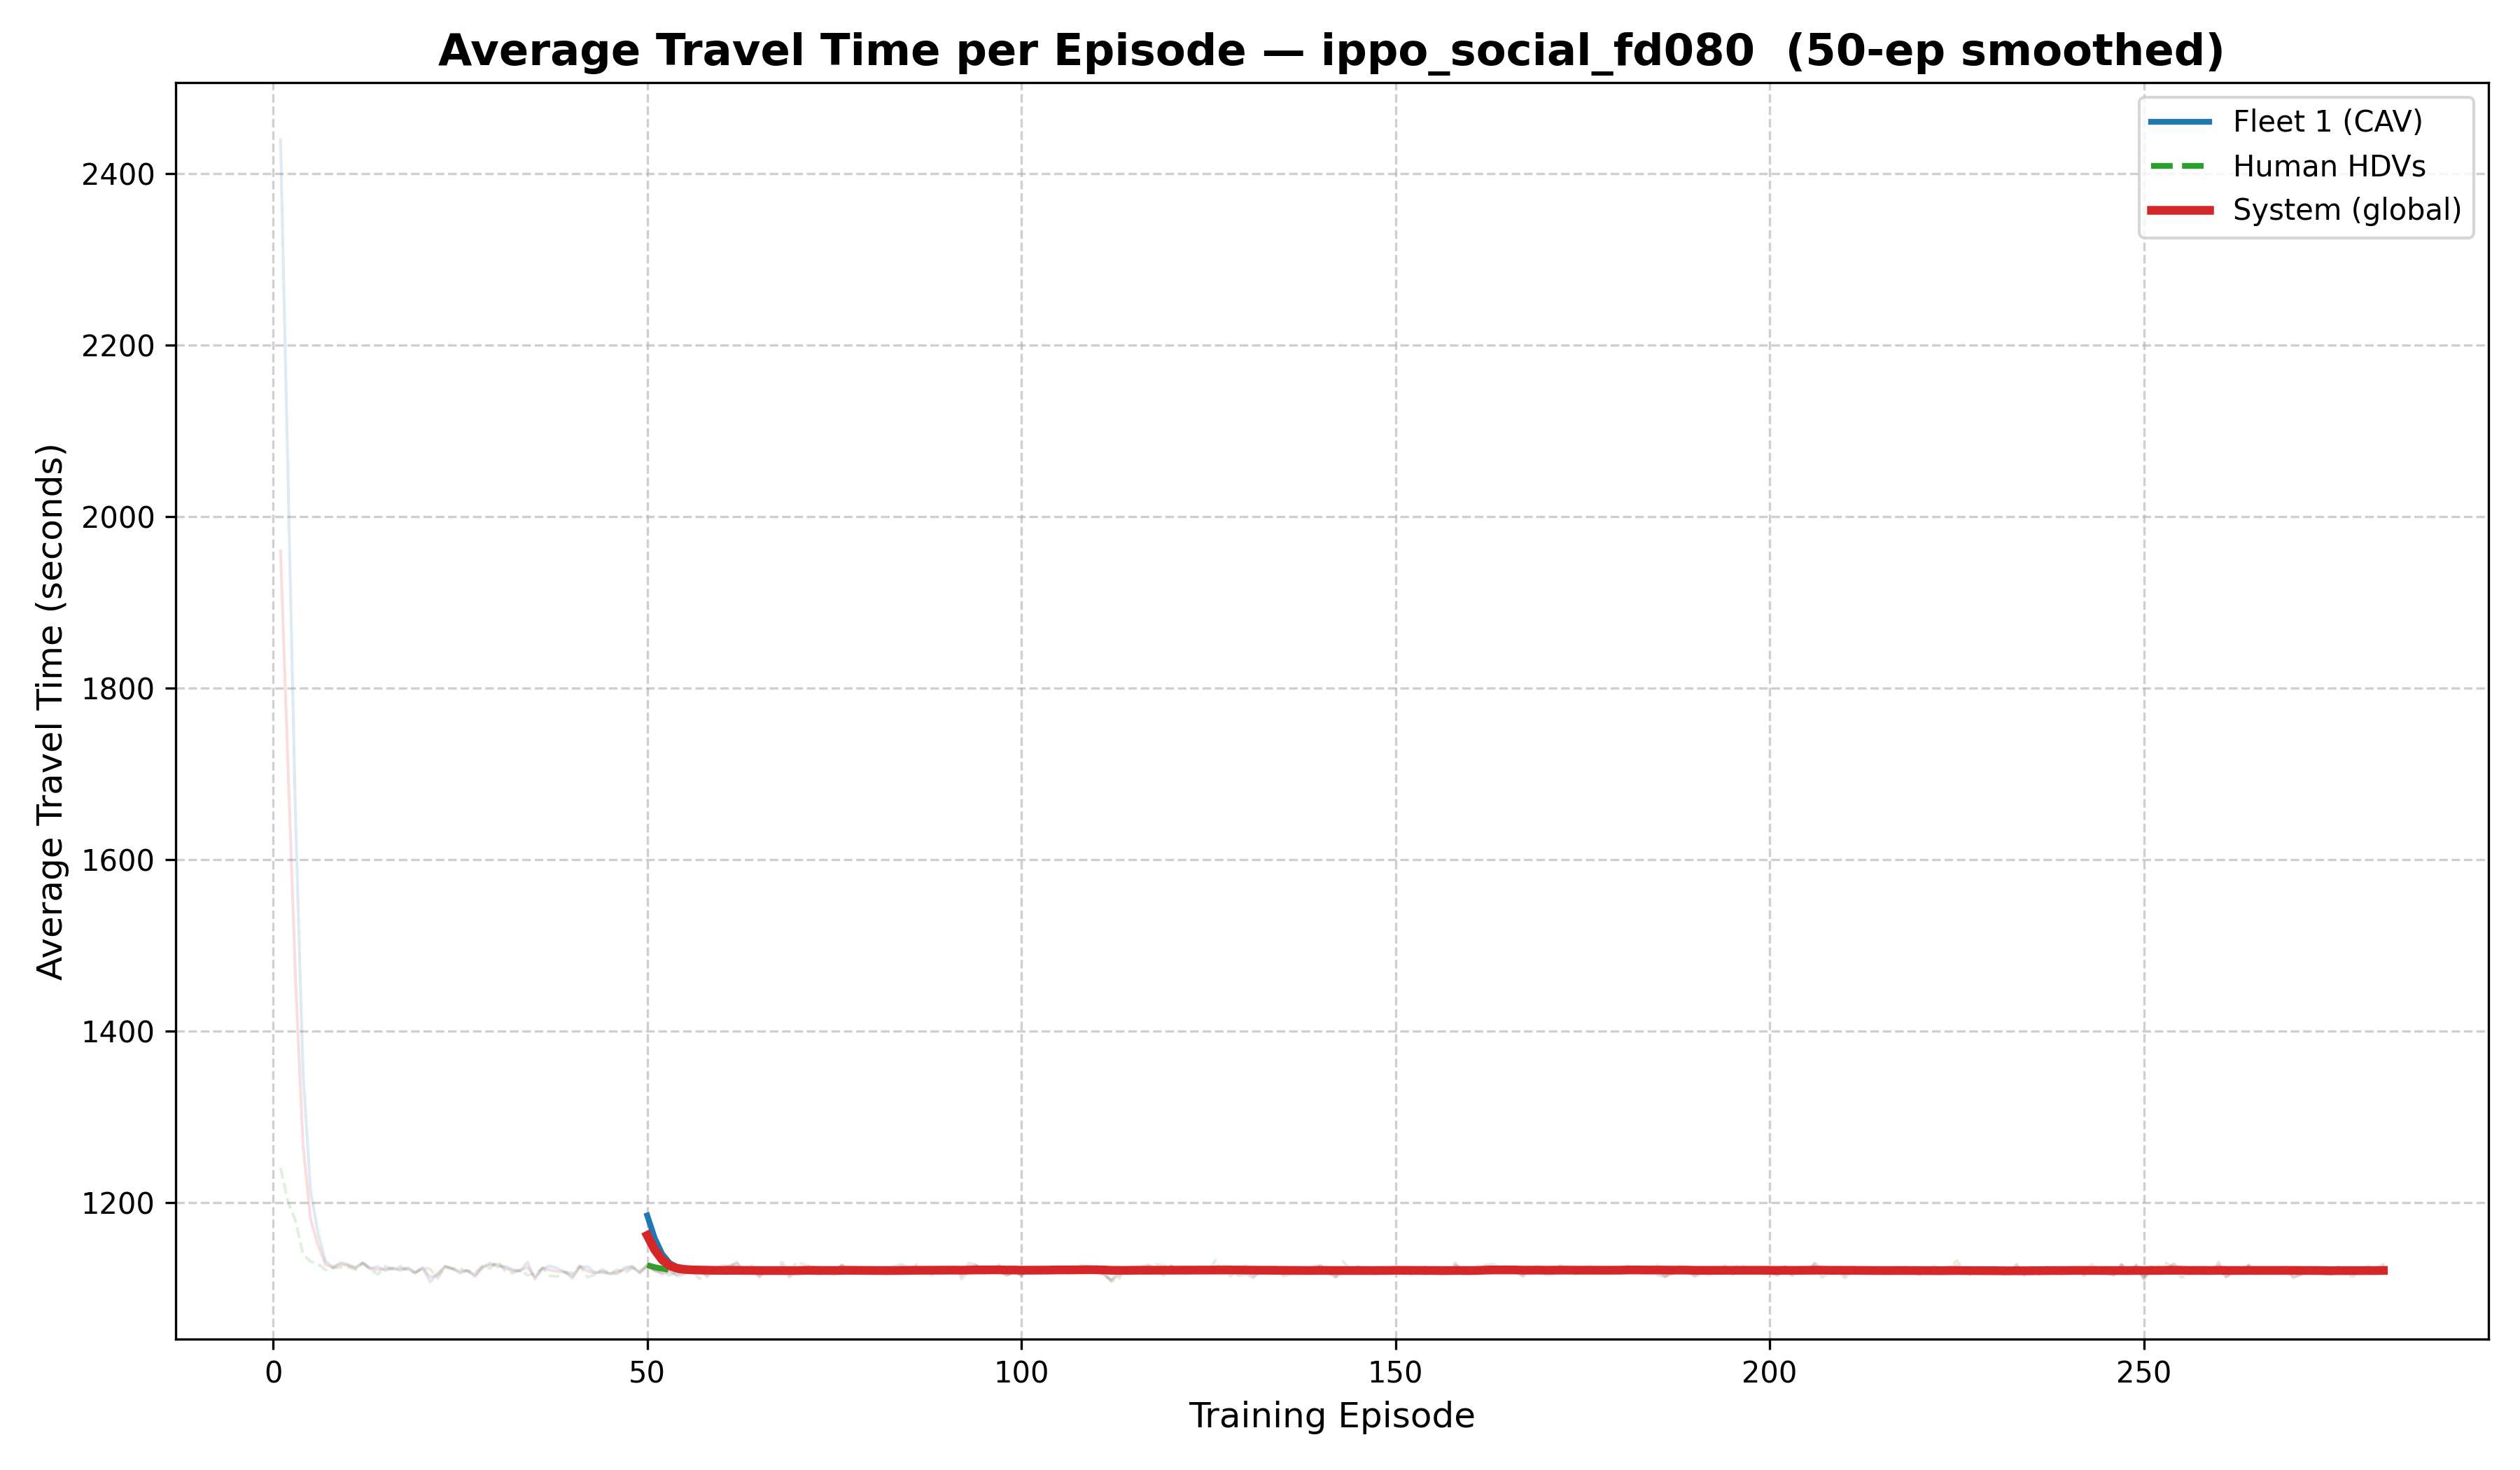 Average Travel Time per Episode — ippo_social_fd080 (50-ep smoothed)
Fleet 1 (CAV)
Human HDVs
System (global)
Average Travel Time (seconds)
2400
2200
2000
1800
1600
1400
1200
0 50 100 150 200 250
Training Episode